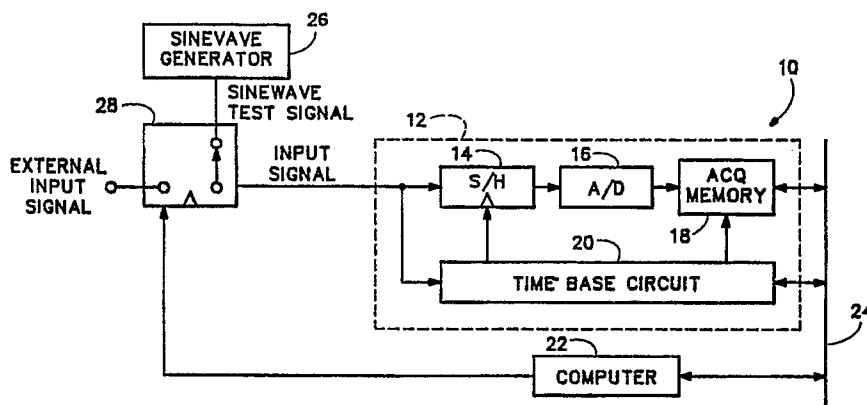 SINEVAVE
GENERATOR
26
SINEWAVE
TEST SIGNAL
28
EXTERNAL
INPUT
SIGNAL
INPUT
SIGNAL
10
12
14
S/H
16
A/D
ACQ
MEMORY
18
20
TIME BASE CIRCUIT
22
COMPUTER
24